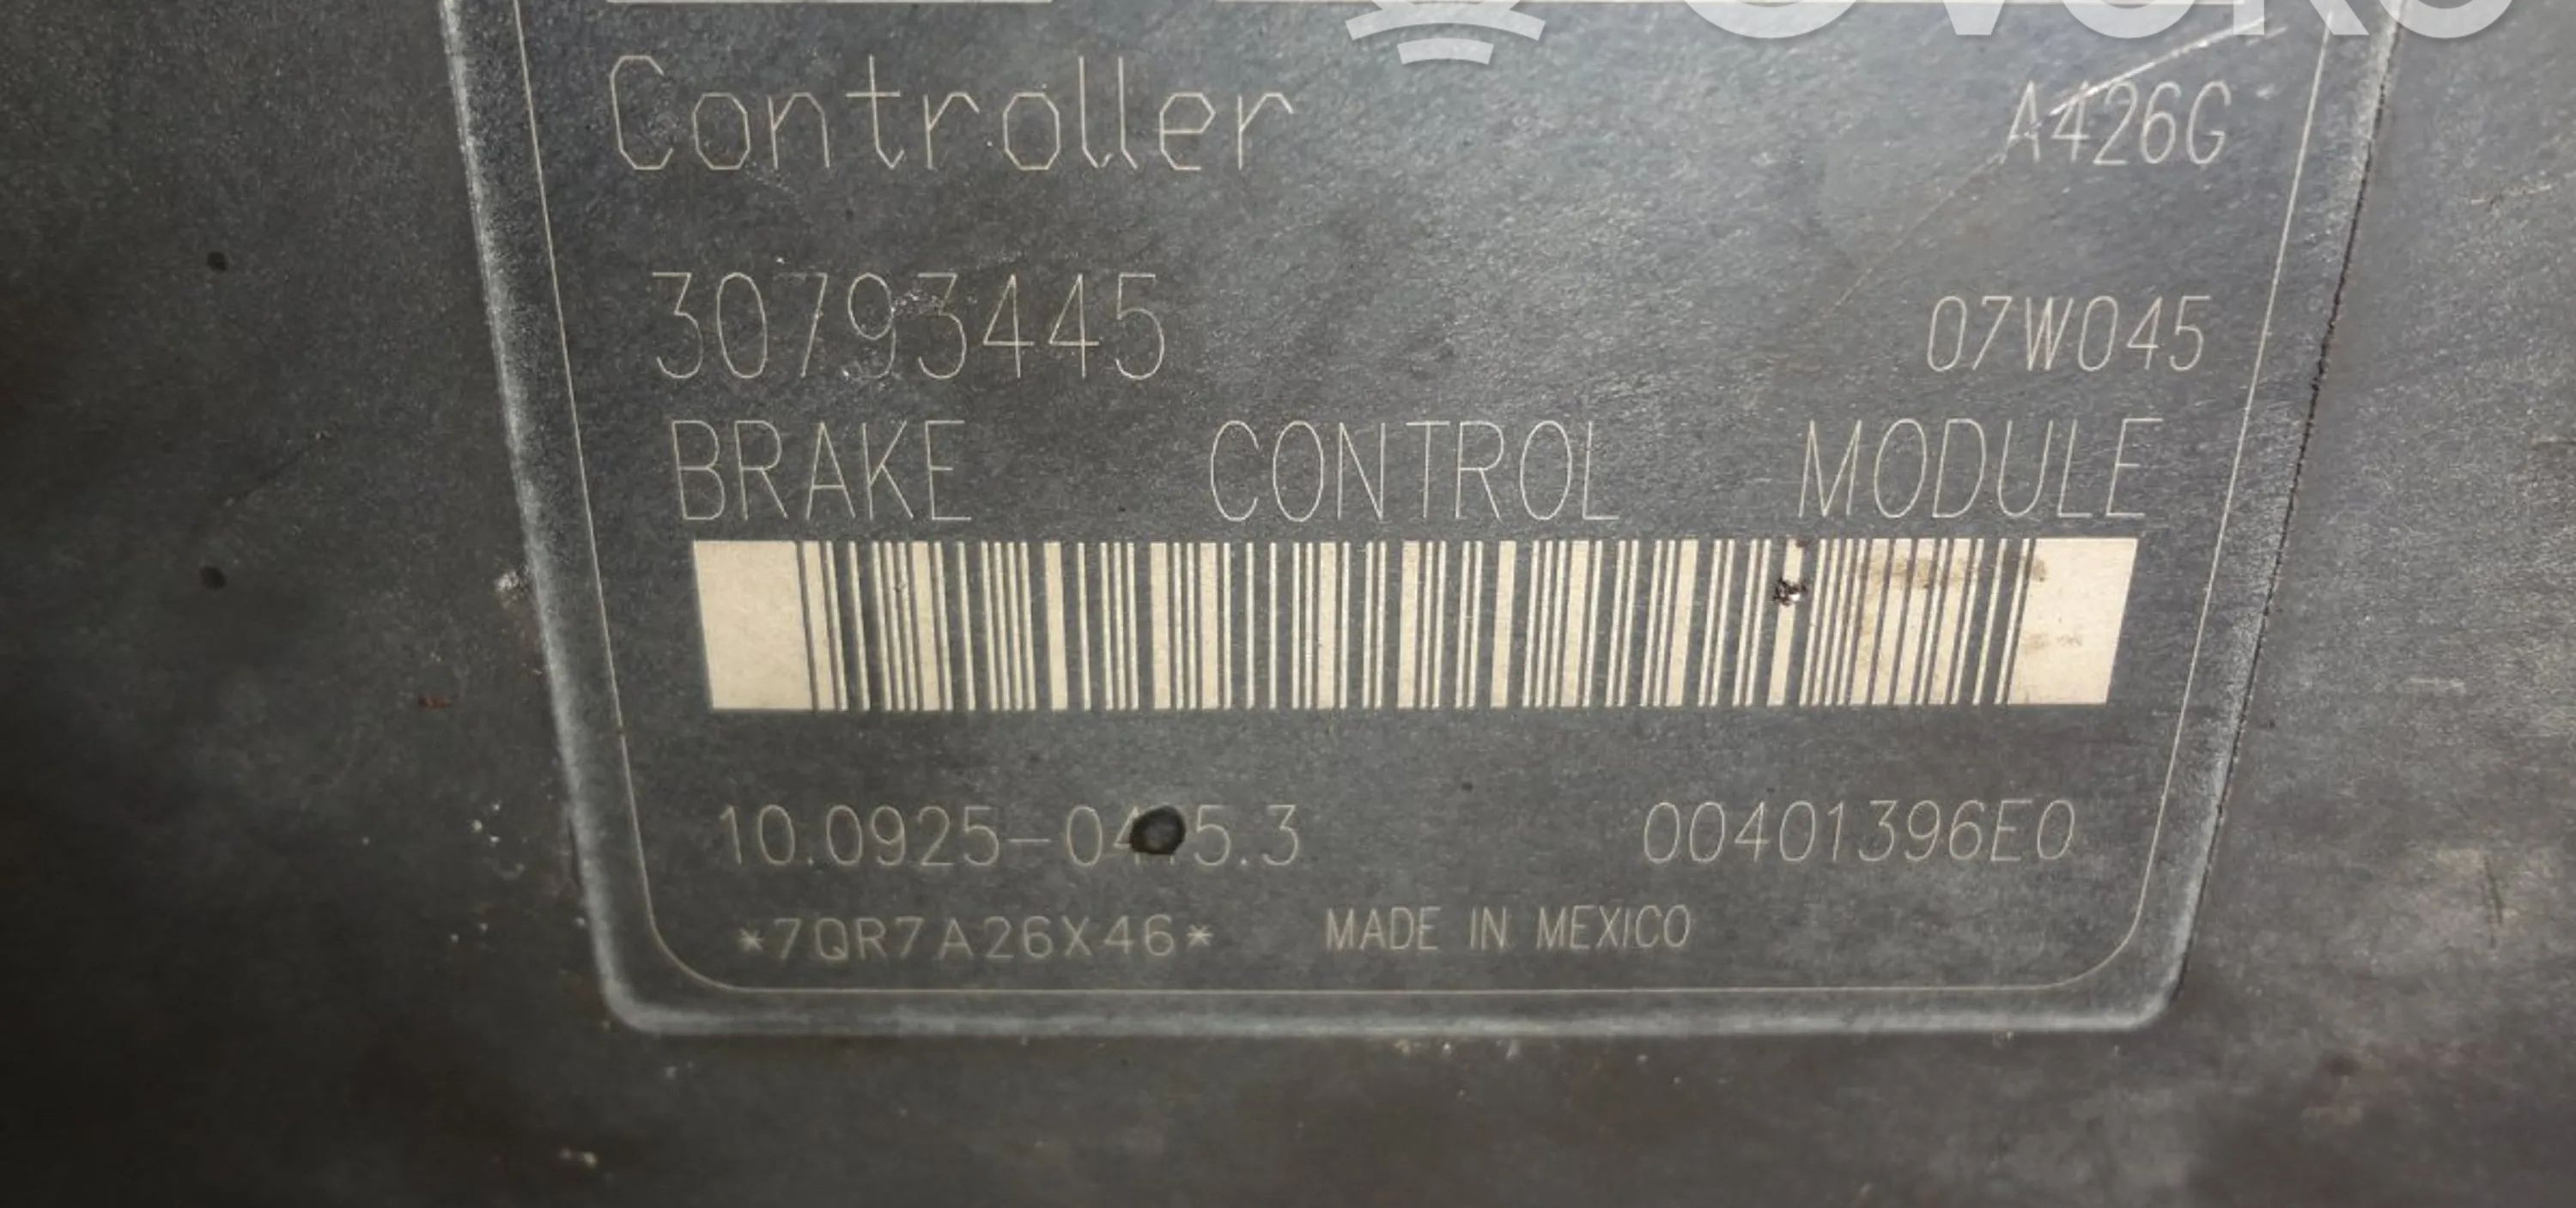 Controller A426G
30793445 07W045
BRAKE CONTROL MODULE
00401396E0
*7QR7A26X46* MADE IN MEXICO